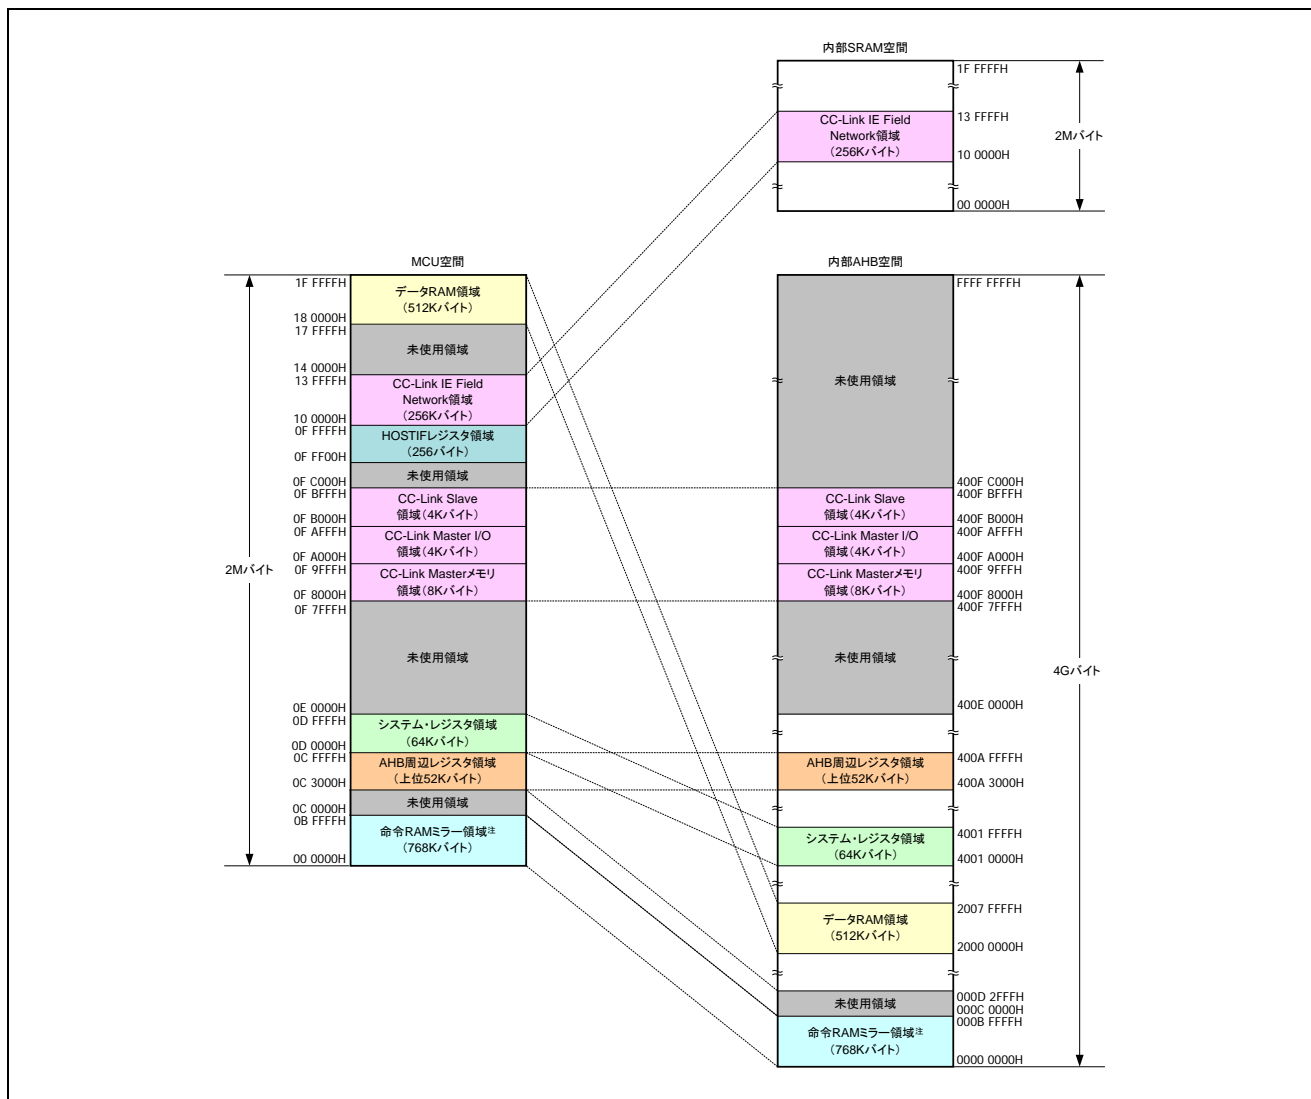 内部SRAM空間
1F FFFFH
CC-Link IE Field
Network領域
（256Kバイト）
13 FFFFH
10 0000H
00 0000H
2Mバイト
MCU空間
1F FFFFH
データRAM領域
（512Kバイト）
18 0000H
17 FFFFH
未使用領域
14 0000H
13 FFFFH
CC-Link IE Field
Network領域
（256Kバイト）
10 0000H
0F FFFFH
HOSTIFレジスタ領域
（256バイト）
0F FF00H
未使用領域
0F C000H
0F BFFFH
CC-Link Slave
領域（4Kバイト）
0F B000H
0F AFFFH
CC-Link Master I/O
領域（4Kバイト）
0F A000H
0F 9FFFH
CC-Link Masterメモリ
領域（8Kバイト）
0F 8000H
0F 7FFFH
未使用領域
0E 0000H
0D FFFFH
システム・レジスタ領域
（64Kバイト）
0D 0000H
0C FFFFH
AHB周辺レジスタ領域
（上位52Kバイト）
0C 3000H
未使用領域
0C 0000H
0B FFFFH
命令RAMミラー領域注
（768Kバイト）
00 0000H
2Mバイト
内部AHB空間
FFFF FFFFH
未使用領域
400F C000H
400F BFFFH
CC-Link Slave
領域（4Kバイト）
400F B000H
400F AFFFH
CC-Link Master I/O
領域（4Kバイト）
400F A000H
400F 9FFFH
CC-Link Masterメモリ
領域（8Kバイト）
400F 8000H
400F 7FFFH
未使用領域
400E 0000H
AHB周辺レジスタ領域
（上位52Kバイト）
400A FFFFH
400A 3000H
システム・レジスタ領域
（64Kバイト）
4001 FFFFH
4001 0000H
データRAM領域
（512Kバイト）
2007 FFFFH
2000 0000H
未使用領域
000D 2FFFH
000C 0000H
000B FFFFH
命令RAMミラー領域注
（768Kバイト）
0000 0000H
4Gバイト